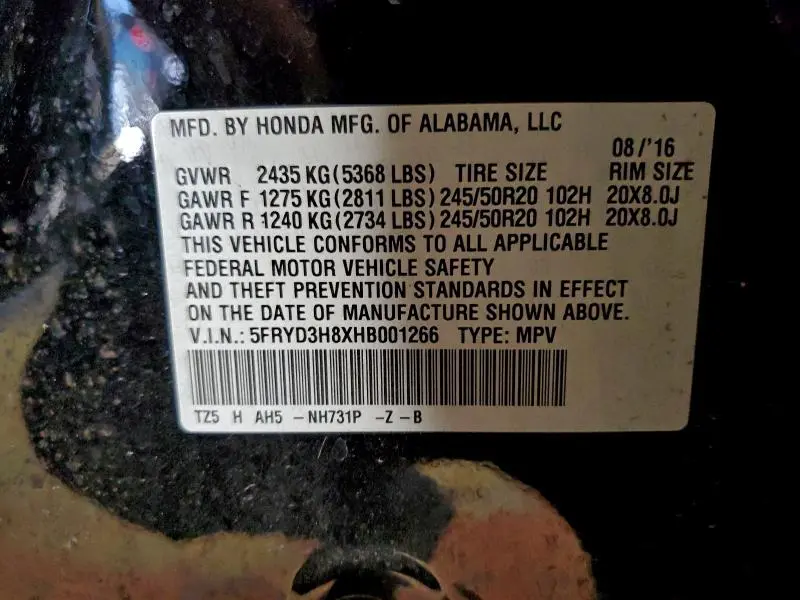 MFD. BY HONDA MFG. OF ALABAMA, LLC
08/'16
GVWR 2435 KG(5368 LBS) TIRE SIZE RIM SIZE
GAWR F 1275 KG(2811 LBS) 245/50R20 102H 20X8.0J
GAWR R 1240 KG(2734 LBS) 245/50R20 102H 20X8.0J
THIS VEHICLE CONFORMS TO ALL APPLICABLE
FEDERAL MOTOR VEHICLE SAFETY
AND THEFT PREVENTION STANDARDS IN EFFECT
ON THE DATE OF MANUFACTURE SHOWN ABOVE.
V.I.N.: 5FRYD3H8XHB001266 TYPE: MPV
TZ5 H AH5 -NH731P -Z-B